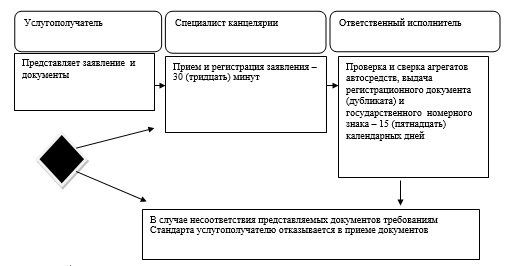 Услугополучатель
Специалист канцелярии
Ответственный исполнитель
Представляет заявление и
документы
Прием и регистрация заявления –
30 (тридцать) минут
Проверка и сверка агрегатов
автосредств, выдача
регистрационного документа
(дубликата) и
государственного номерного
знака – 15 (пятнадцать)
календарных дней
В случае несоответствия представляемых документов требованиям
Стандарта услугополучателю отказывается в приеме документов